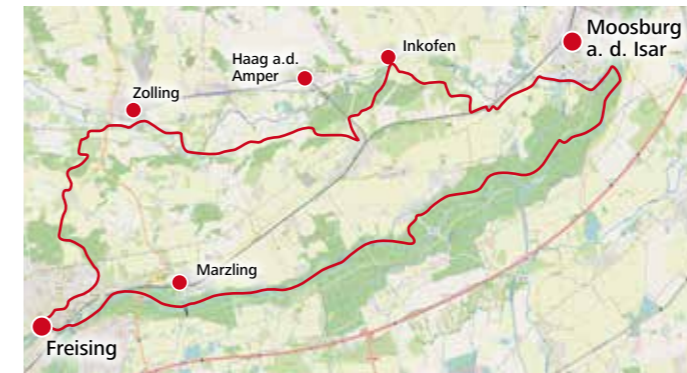 Moosburg
a. d. Isar
Inkofen
Haag a.d.
Amper
Zolling
Marzling
Freising